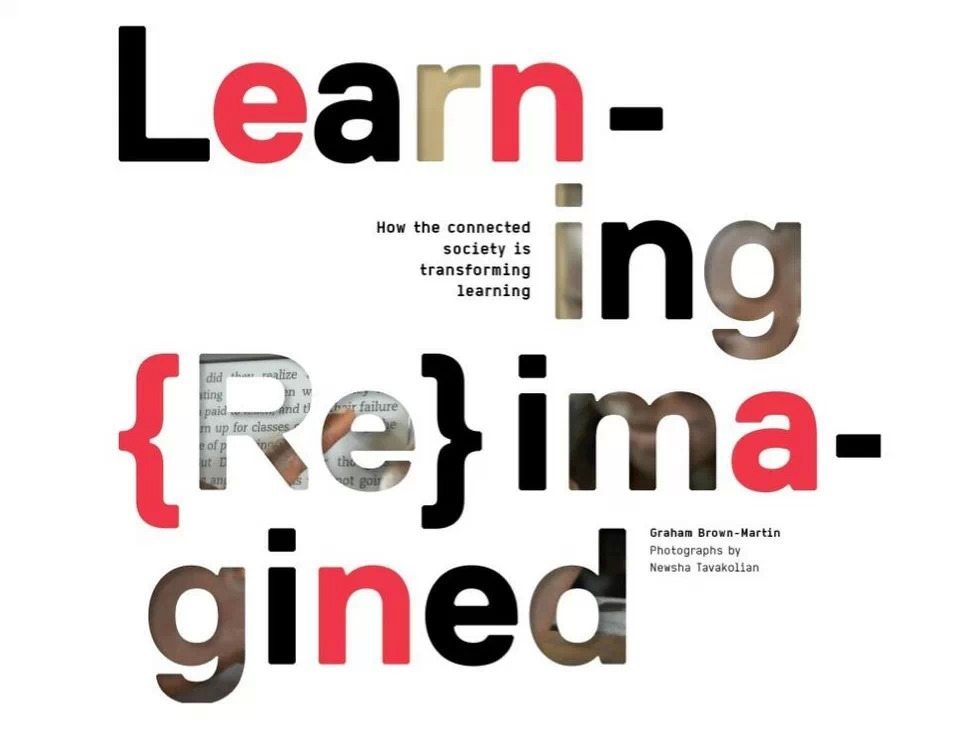 Learn-
How the connected
society is
transforming
learning
ing
{Re}ima-
Graham Brown-Martin
Photographs by
Newsha Tavakolian
gined